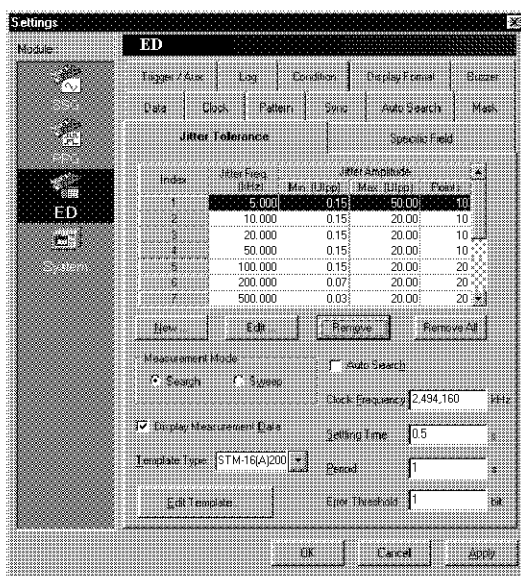 Settings
Module:
ED
SSG
PPG
ED
System
Trigger / Aux Log Condition Display Format Buzzer
Data Clock Pattern Sync Auto Search Mask
Jitter Tolerance Specific Field
Index Jitter Freq. (kHz) Jitter Amplitude
Min (UIpp) Max (UIpp) Points
1 5.000 0.15 50.00 10
2 10.000 0.15 20.00 10
3 20.000 0.15 20.00 10
4 50.000 0.15 20.00 10
5 100.000 0.15 20.00 20
6 200.000 0.07 20.00 20
7 500.000 0.03 20.00 20
New... Edit... Remove Remove All
Measurement Mode
Search Sweep
Auto Search
Clock Frequency 2,494,160 kHz
Display Measurement Data
Settling Time 0.5 s
Template Type STM-16(A)200
Period 1 s
Edit Template Error Threshold 1 bit
OK Cancel Apply